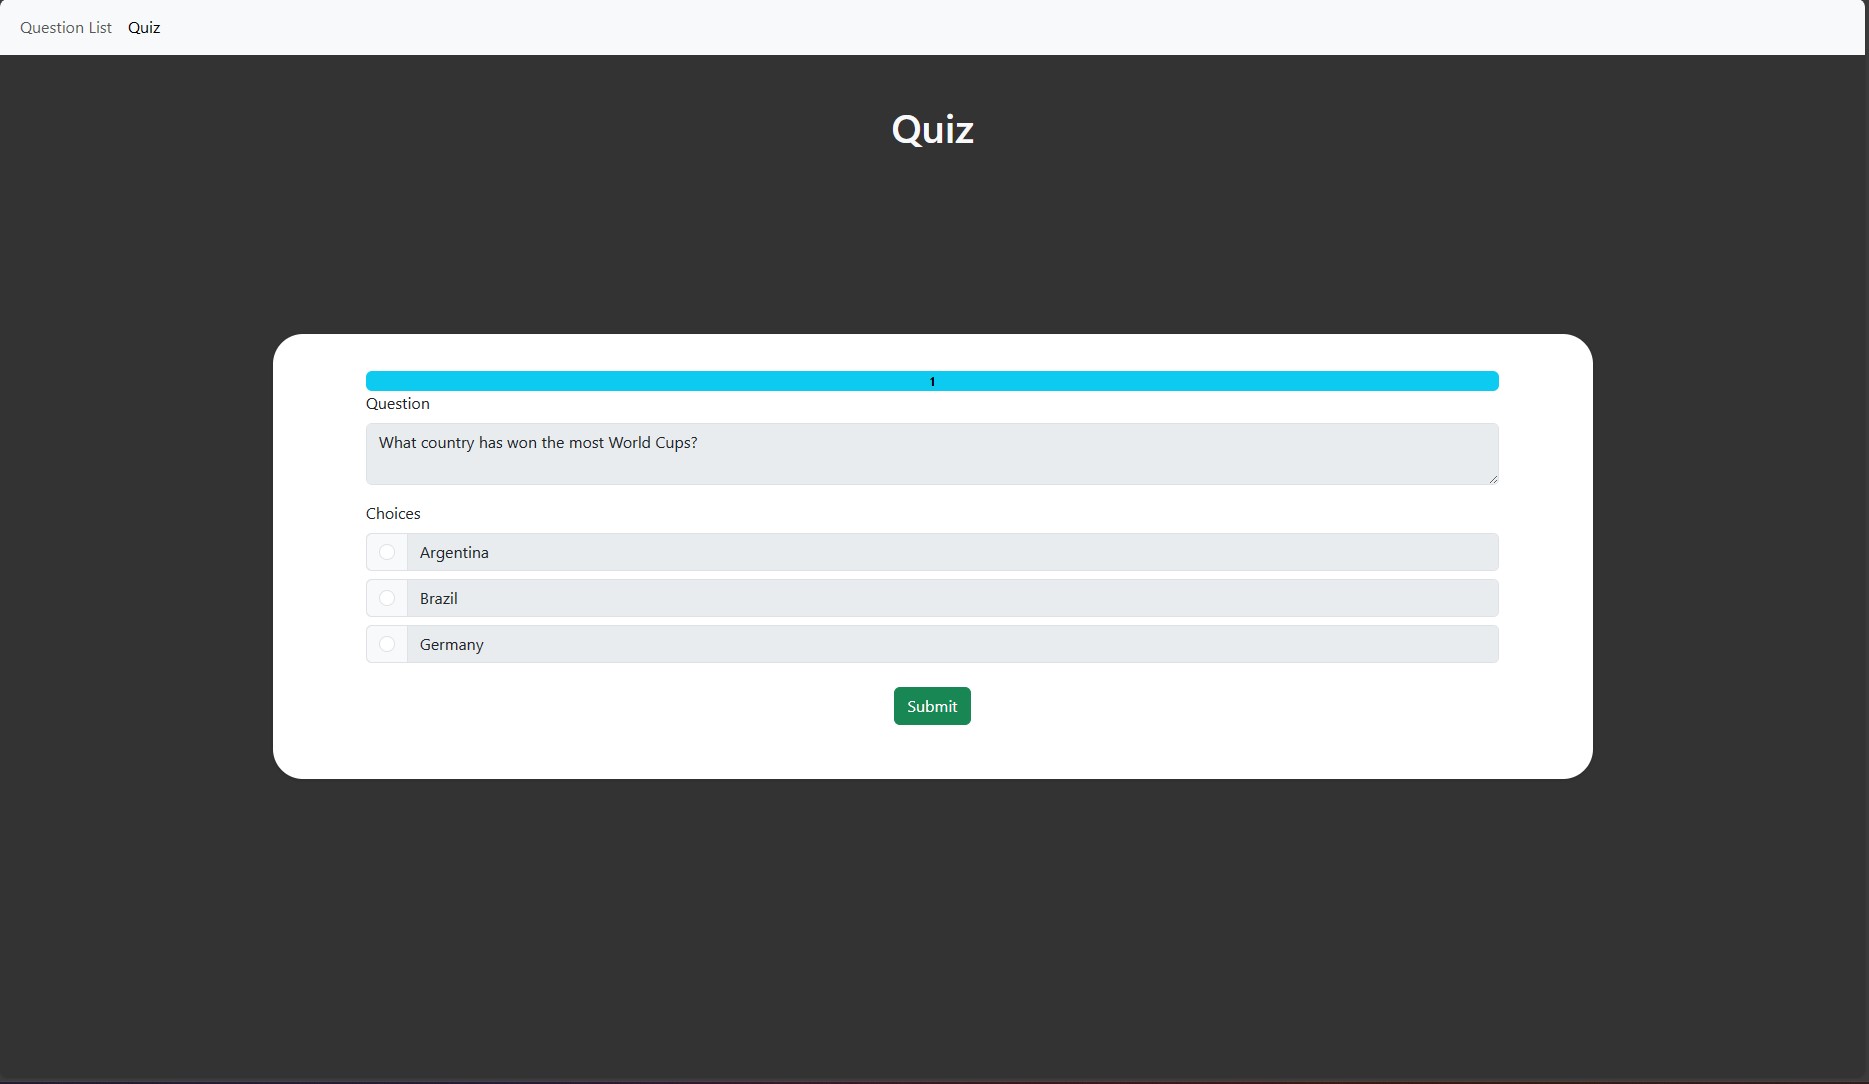 Question List Quiz
Quiz
1
Question
What country has won the most World Cups?
Choices
Argentina
Brazil
Germany
Submit